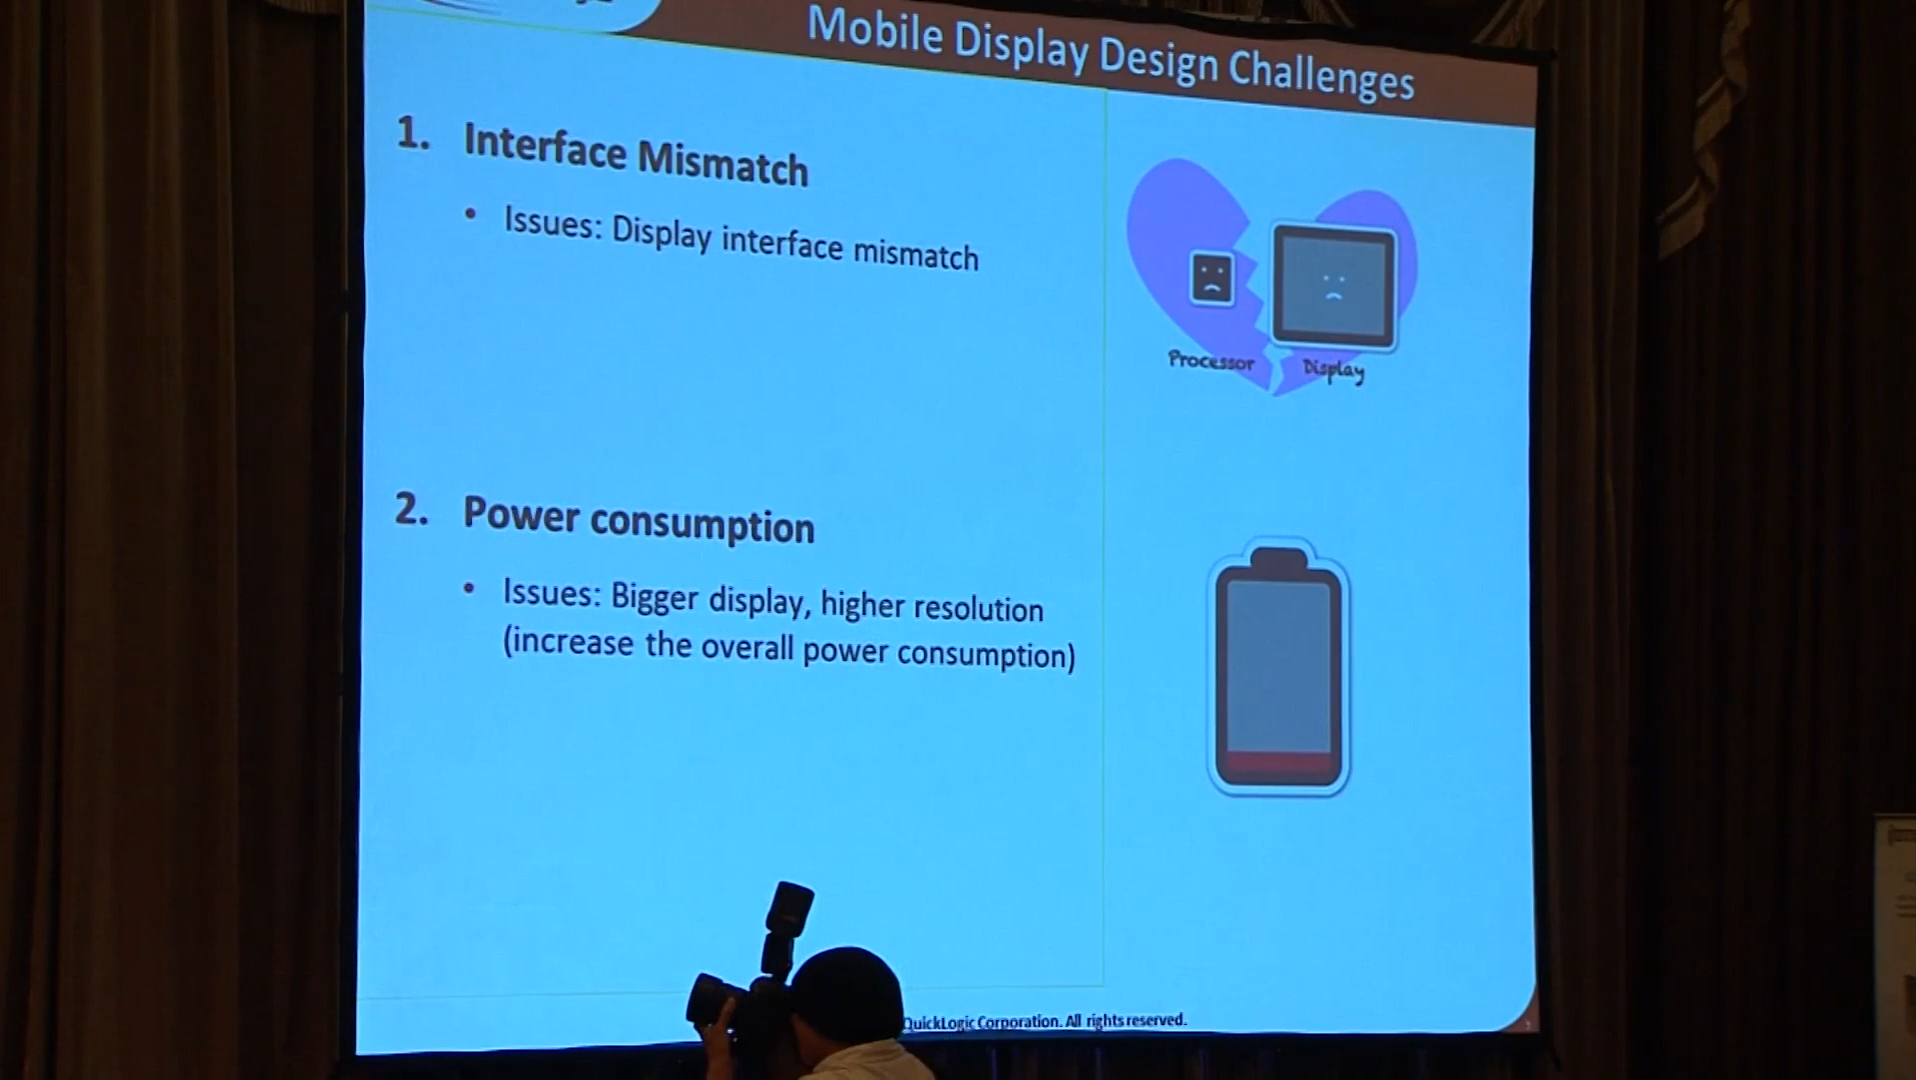 Mobile Display Design Challenges
1. Interface Mismatch
• Issues: Display interface mismatch
Processor
Display
2. Power consumption
• Issues: Bigger display, higher resolution
(increase the overall power consumption)
QuickLogic Corporation. All rights reserved.